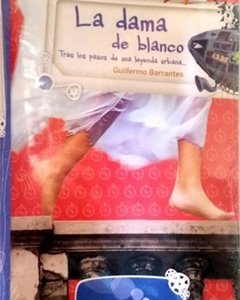 La dama
de blanco
Tras los pasos de una leyenda urbana...
Guillermo Barrantes